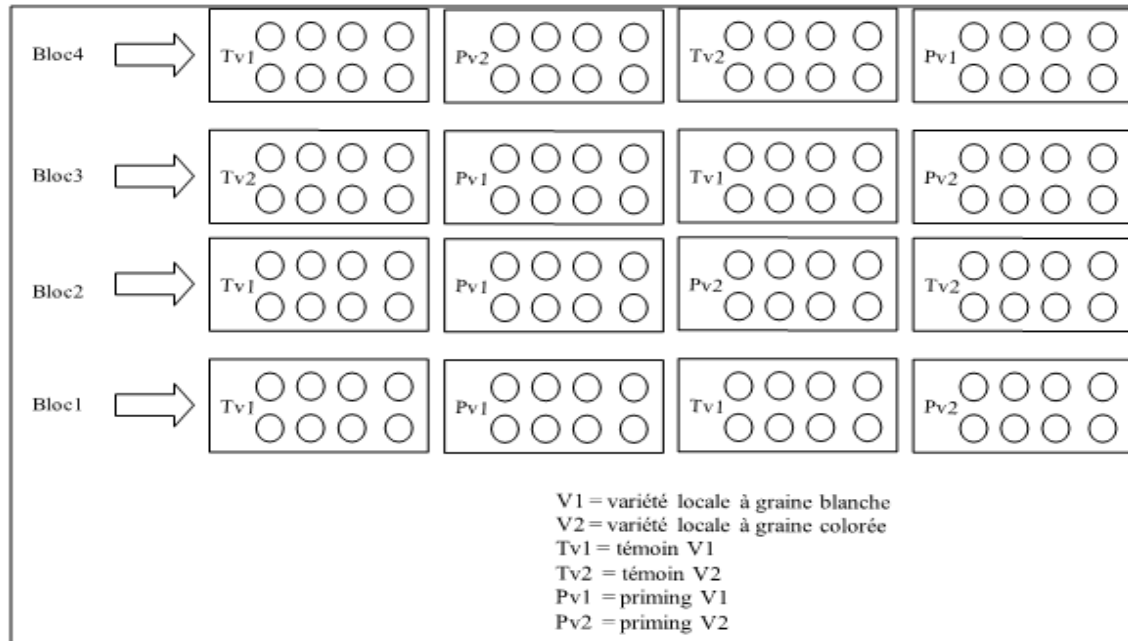 Bloc4 Tv1 Pv2 Tv2 Pv1
Bloc3 Tv2 Pv1 Tv1 Pv2
Bloc2 Tv1 Pv1 Pv2 Tv2
Bloc1 Tv1 Pv1 Tv1 Pv2
V1 = variété locale à graine blanche
V2 = variété locale à graine colorée
Tv1 = témoin V1
Tv2 = témoin V2
Pv1 = priming V1
Pv2 = priming V2